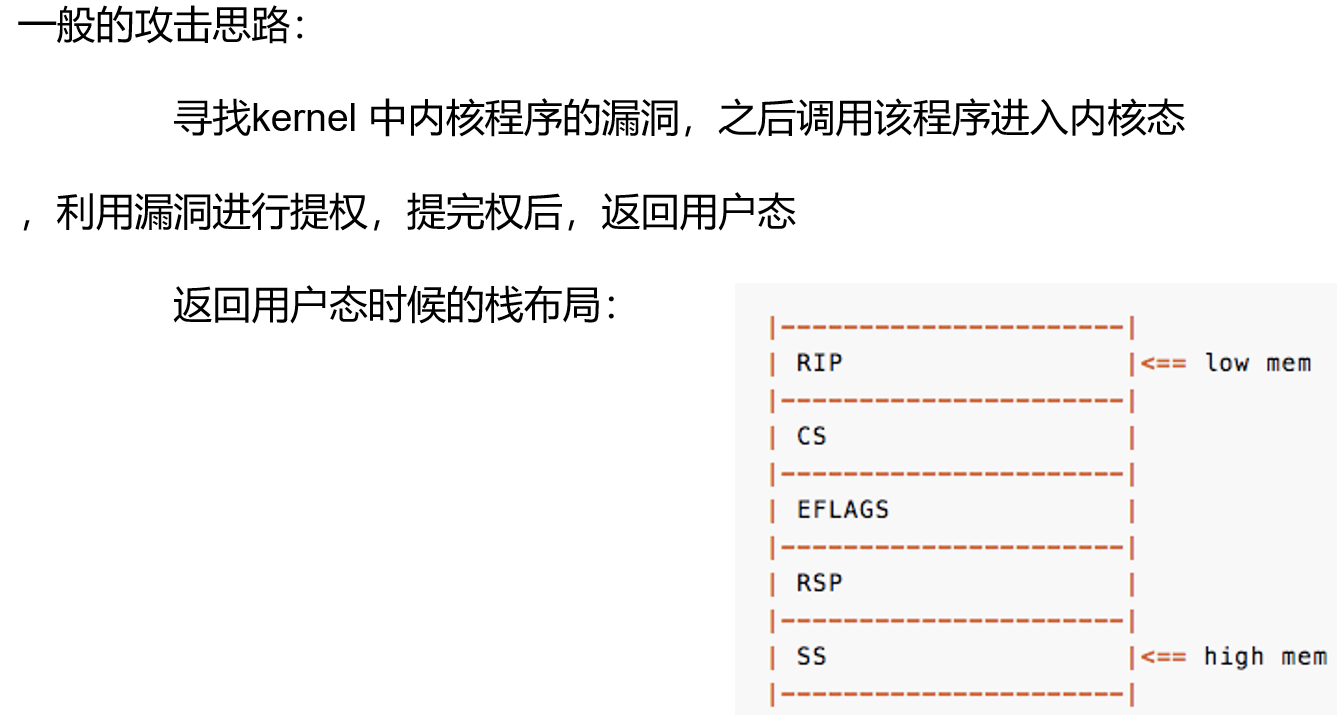 一般的攻击思路：
寻找kernel 中内核程序的漏洞，之后调用该程序进入内核态
，利用漏洞进行提权，提完权后，返回用户态
返回用户态时候的栈布局：
|----------------------|
| RIP |<== low mem
|----------------------|
| CS |
|----------------------|
| EFLAGS |
|----------------------|
| RSP |
|----------------------|
| SS |<== high mem
|----------------------|